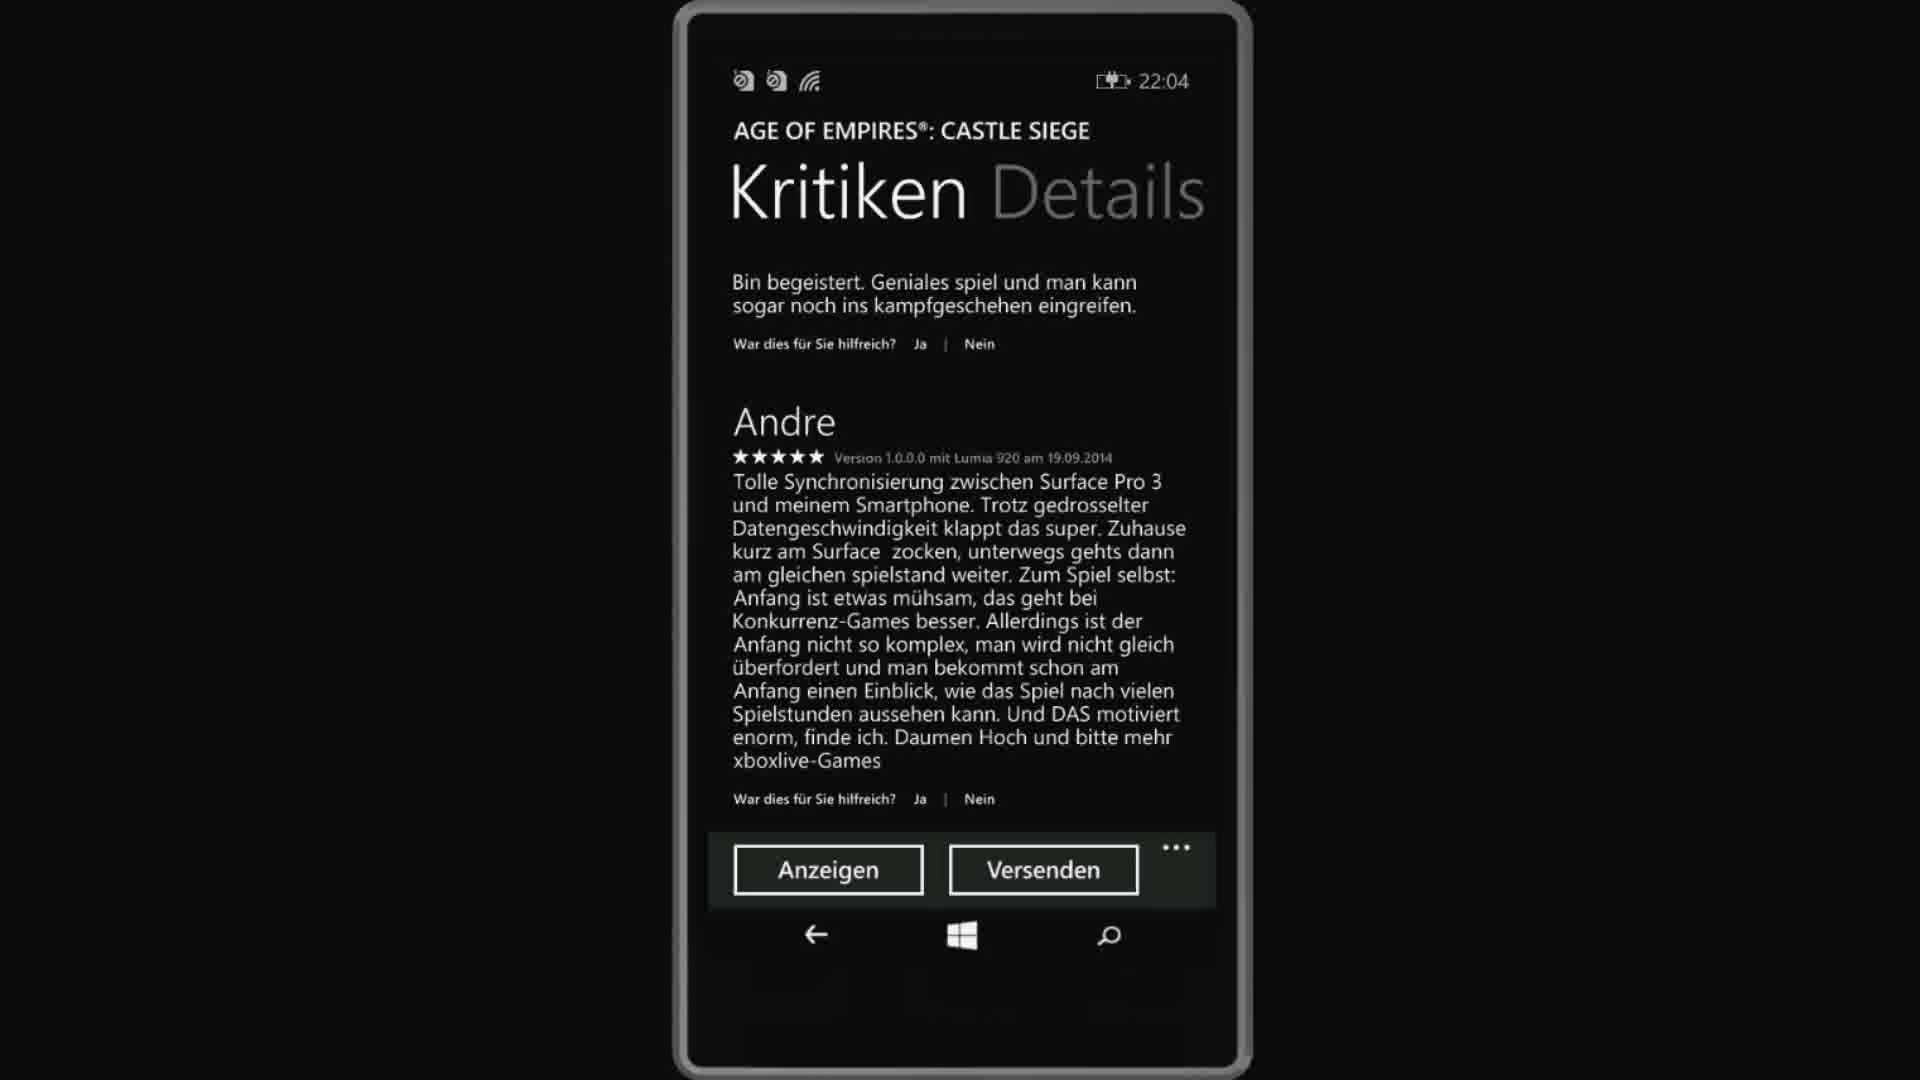 22:04
AGE OF EMPIRES®: CASTLE SIEGE
Kritiken Details
Bin begeistert. Geniales spiel und man kann
sogar noch ins kampfgeschehen eingreifen.
War dies für Sie hilfreich? Ja | Nein
Andre
★★★★★ Version 1.0.0.0 mit Lumia 920 am 19.09.2014
Tolle Synchronisierung zwischen Surface Pro 3
und meinem Smartphone. Trotz gedrosselter
Datengeschwindigkeit klappt das super. Zuhause
kurz am Surface  zocken, unterwegs gehts dann
am gleichen spielstand weiter. Zum Spiel selbst:
Anfang ist etwas mühsam, das geht bei
Konkurrenz-Games besser. Allerdings ist der
Anfang nicht so komplex, man wird nicht gleich
überfordert und man bekommt schon am
Anfang einen Einblick, wie das Spiel nach vielen
Spielstunden aussehen kann. Und DAS motiviert
enorm, finde ich. Daumen Hoch und bitte mehr
xboxlive-Games
War dies für Sie hilfreich? Ja | Nein
Anzeigen Versenden